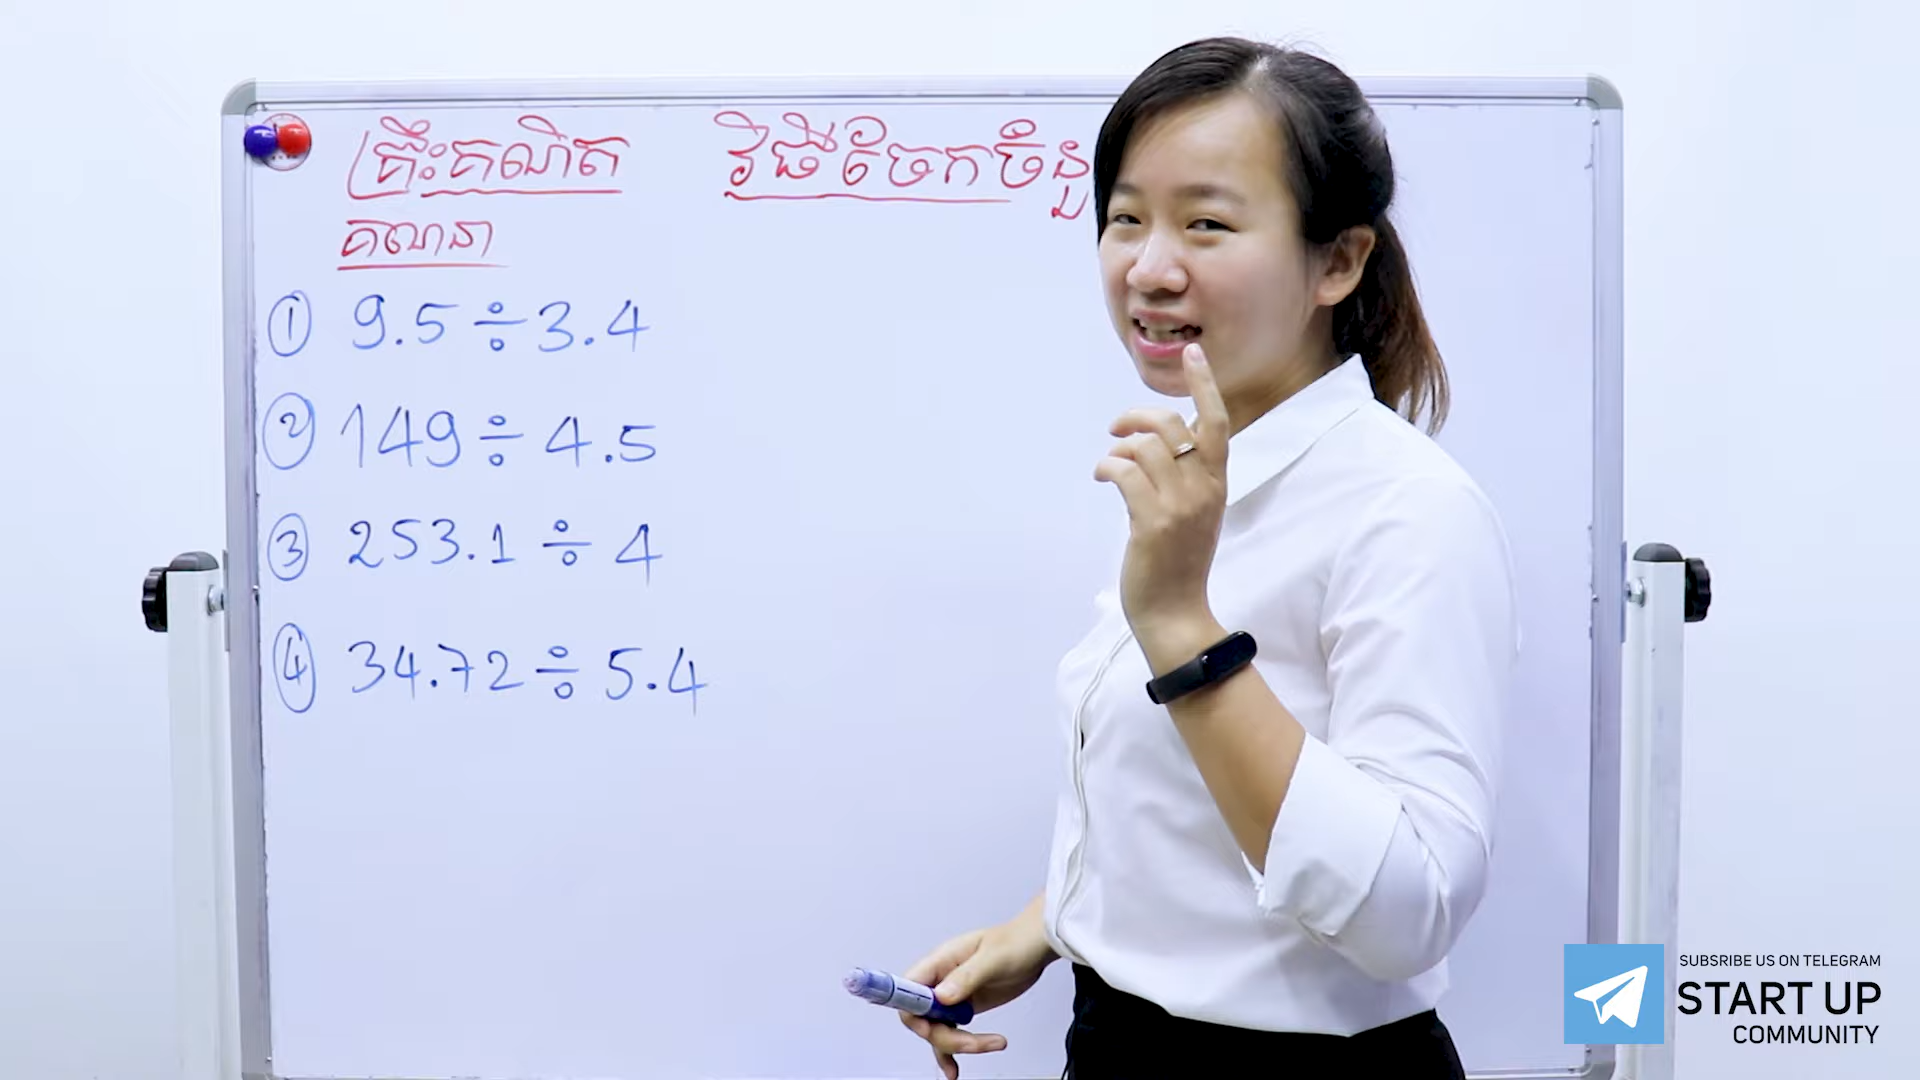 គ្រឹះគណិត វិធីចែកចំនួ
គណនា
① 9.5 ÷ 3.4
② 149 ÷ 4.5
③ 253.1 ÷ 4
④ 34.72 ÷ 5.4
SUBSRIBE US ON TELEGRAM
START UP
COMMUNITY